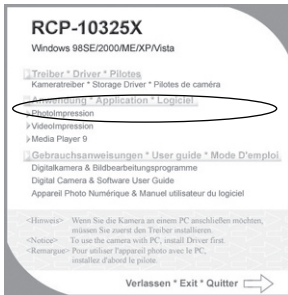 RCP-10325X
Windows 98SE/2000/ME/XP/Vista
Treiber * Driver * Pilotes
Kameratreiber * Storage Driver * Pilotes de caméra
Anwendung * Application * Logiciel
PhotoImpression
VideoImpression
Media Player 9
Gebrauchsanweisungen * User guide * Mode D'emploi
Digitalkamera & Bildbearbeitungsprogramme
Digital Camera & Software User Guide
Appareil Photo Numérique & Manuel utilisateur du logiciel
<Hinweis> Wenn Sie die Kamera an einem PC anschließen möchten,
müssen Sie zuerst den Treiber installieren.
<Notice> To use the camera with PC, install Driver first
<Remarque> Pour utiliser l'appareil photo avec le PC,
installez d'abord le pilote
Verlassen * Exit * Quitter